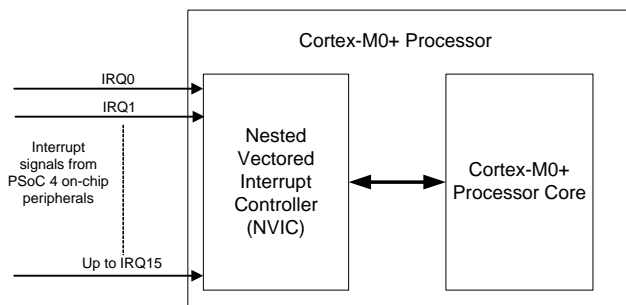 Cortex-M0+ Processor
IRQ0
IRQ1
Interrupt
signals from
PSoC 4 on-chip
peripherals
Up to IRQ15
Nested
Vectored
Interrupt
Controller
(NVIC)
Cortex-M0+
Processor Core